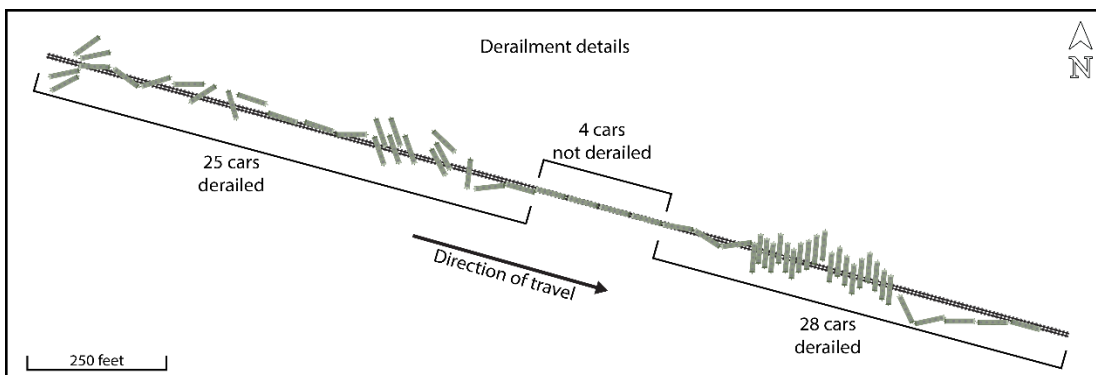 Derailment details
N
4 cars
not derailed
25 cars
derailed
Direction of travel
28 cars
derailed
250 feet